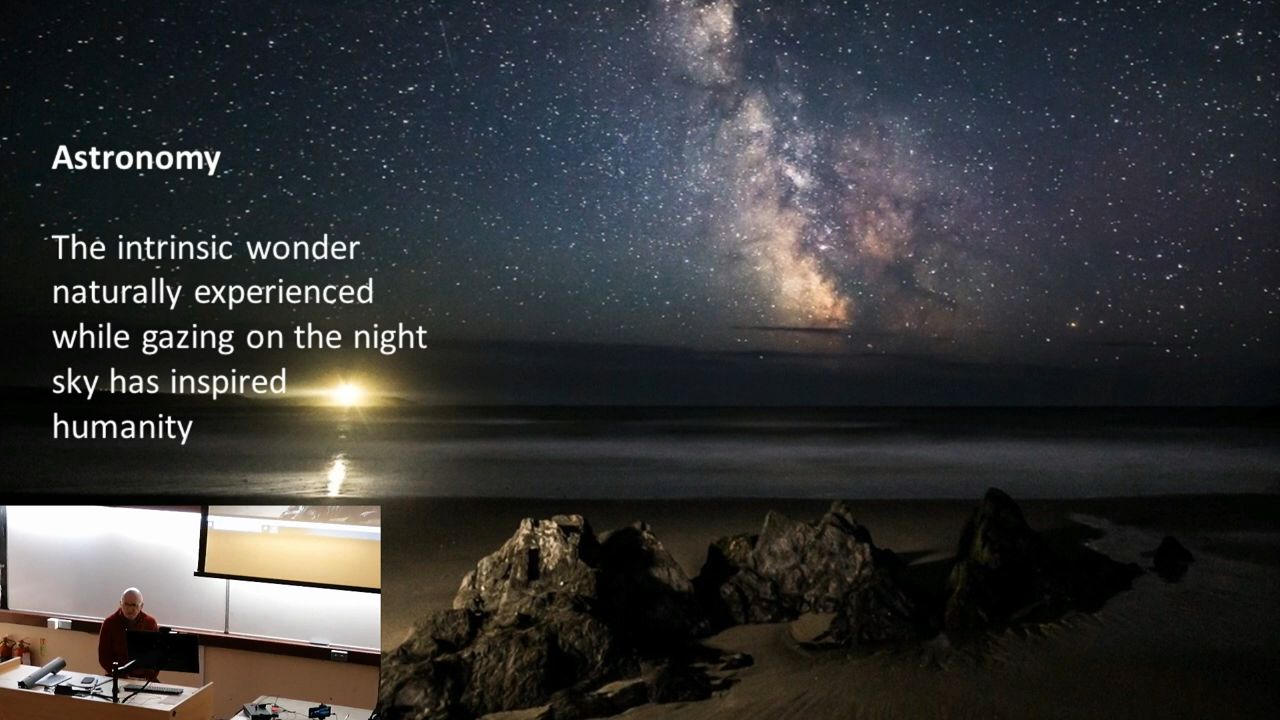 Astronomy
The intrinsic wonder
naturally experienced
while gazing on the night
sky has inspired
humanity